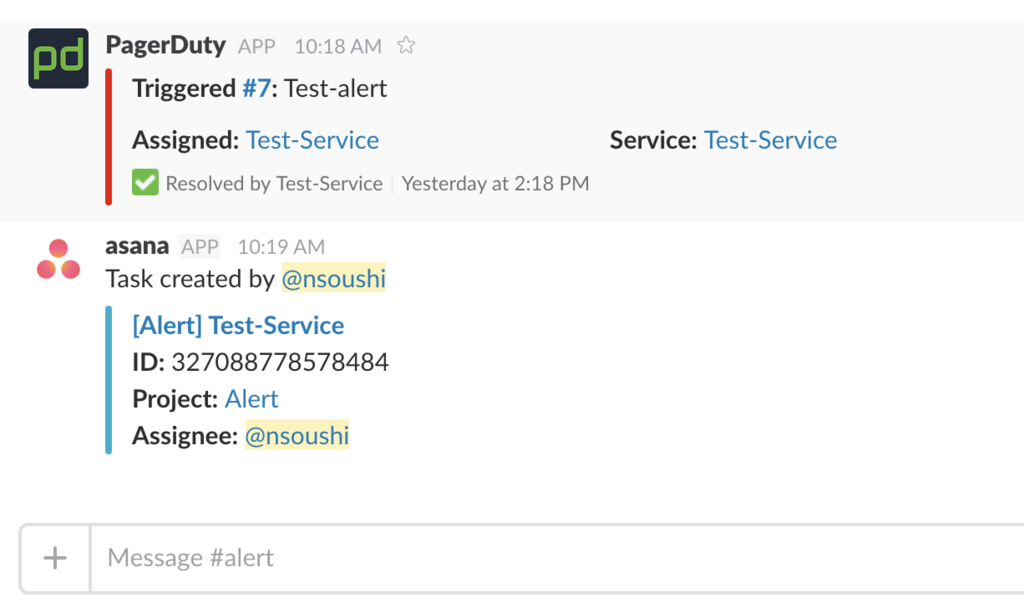 pd PagerDuty APP 10:18 AM
Triggered #7: Test-alert
Assigned: Test-Service Service: Test-Service
Resolved by Test-Service | Yesterday at 2:18 PM
asana APP 10:19 AM
Task created by @nsoushi
[Alert] Test-Service
ID: 327088778578484
Project: Alert
Assignee: @nsoushi
Message #alert